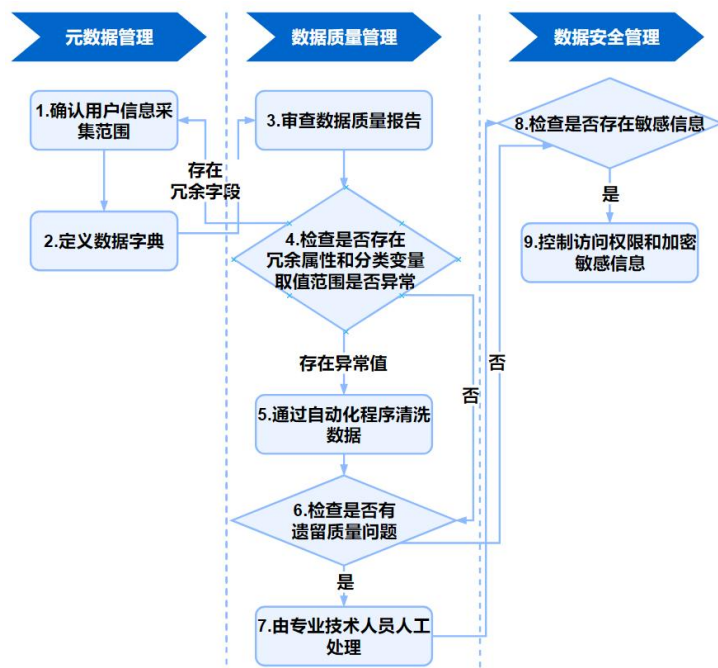 元数据管理
数据质量管理
数据安全管理
1.确认用户信息采
集范围
2.定义数据字典
存在
冗余字段
3.审查数据质量报告
4.检查是否存在
冗余属性和分类变量
取值范围是否异常
存在异常值
否
5.通过自动化程序清洗
数据
6.检查是否有
遗留质量问题
是
否
7.由专业技术人员人工
处理
8.检查是否存在敏感信息
是
9.控制访问权限和加密
敏感信息